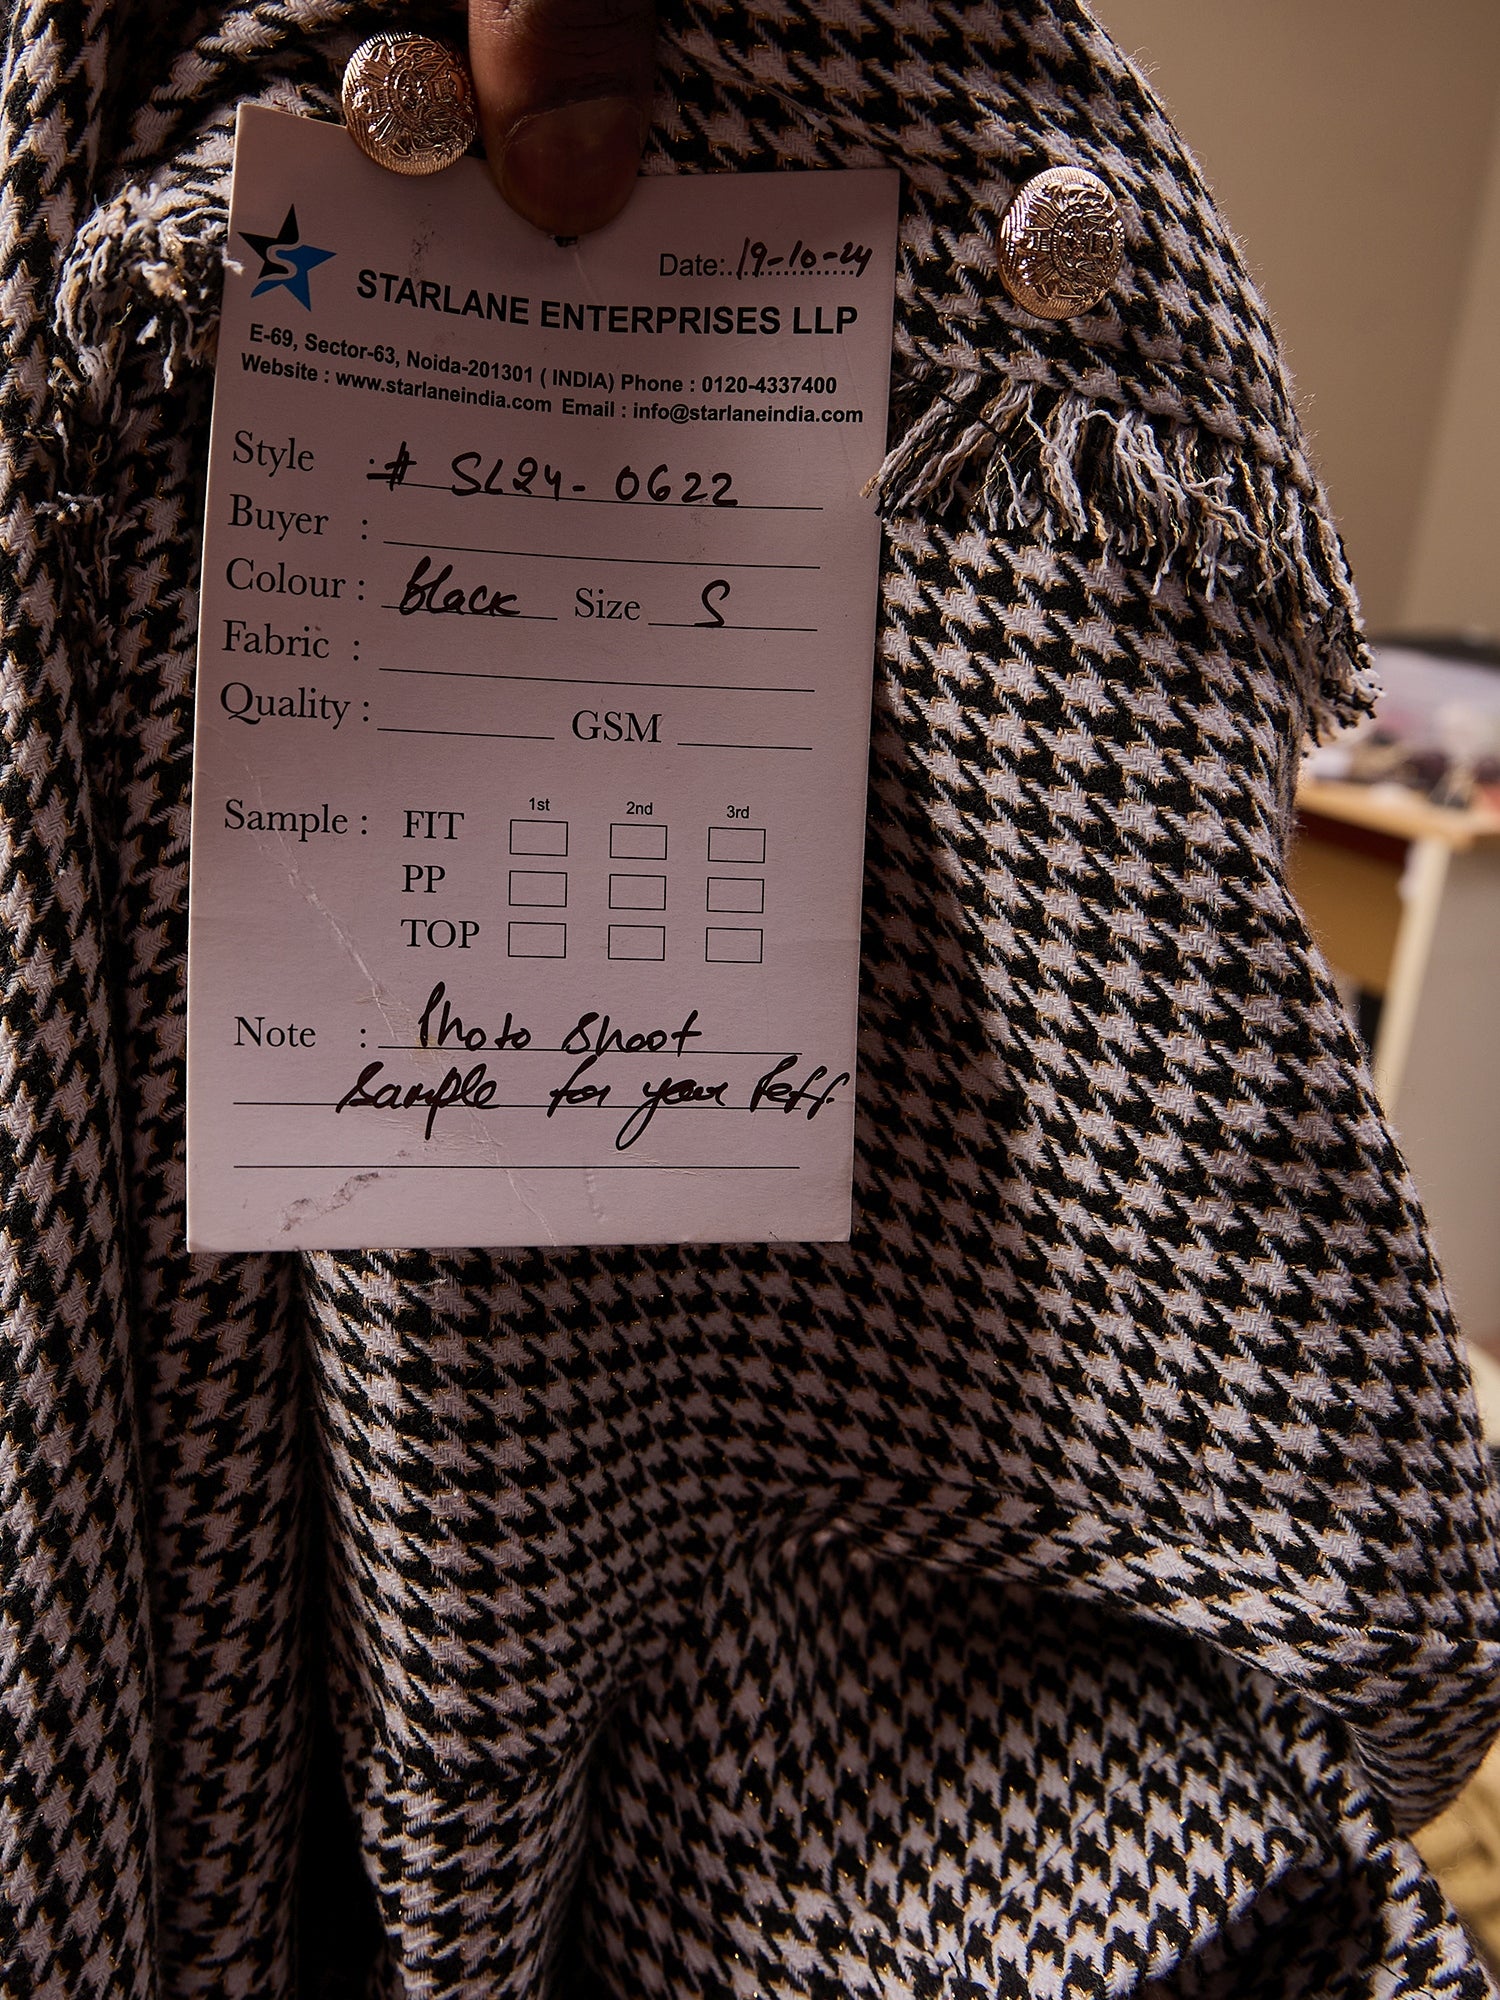 Date:..19-10-24
STARLANE ENTERPRISES LLP
E-69, Sector-63, Noida-201301 ( INDIA) Phone : 0120-4337400
Website : www.starlaneindia.com Email : info@starlaneindia.com
Style :# SL24-0622
Buyer :
Colour : Black Size S
Fabric :
Quality : GSM
1st 2nd 3rd
Sample : FIT
PP
TOP
Note : Photo Shoot
Sample for your Reff.